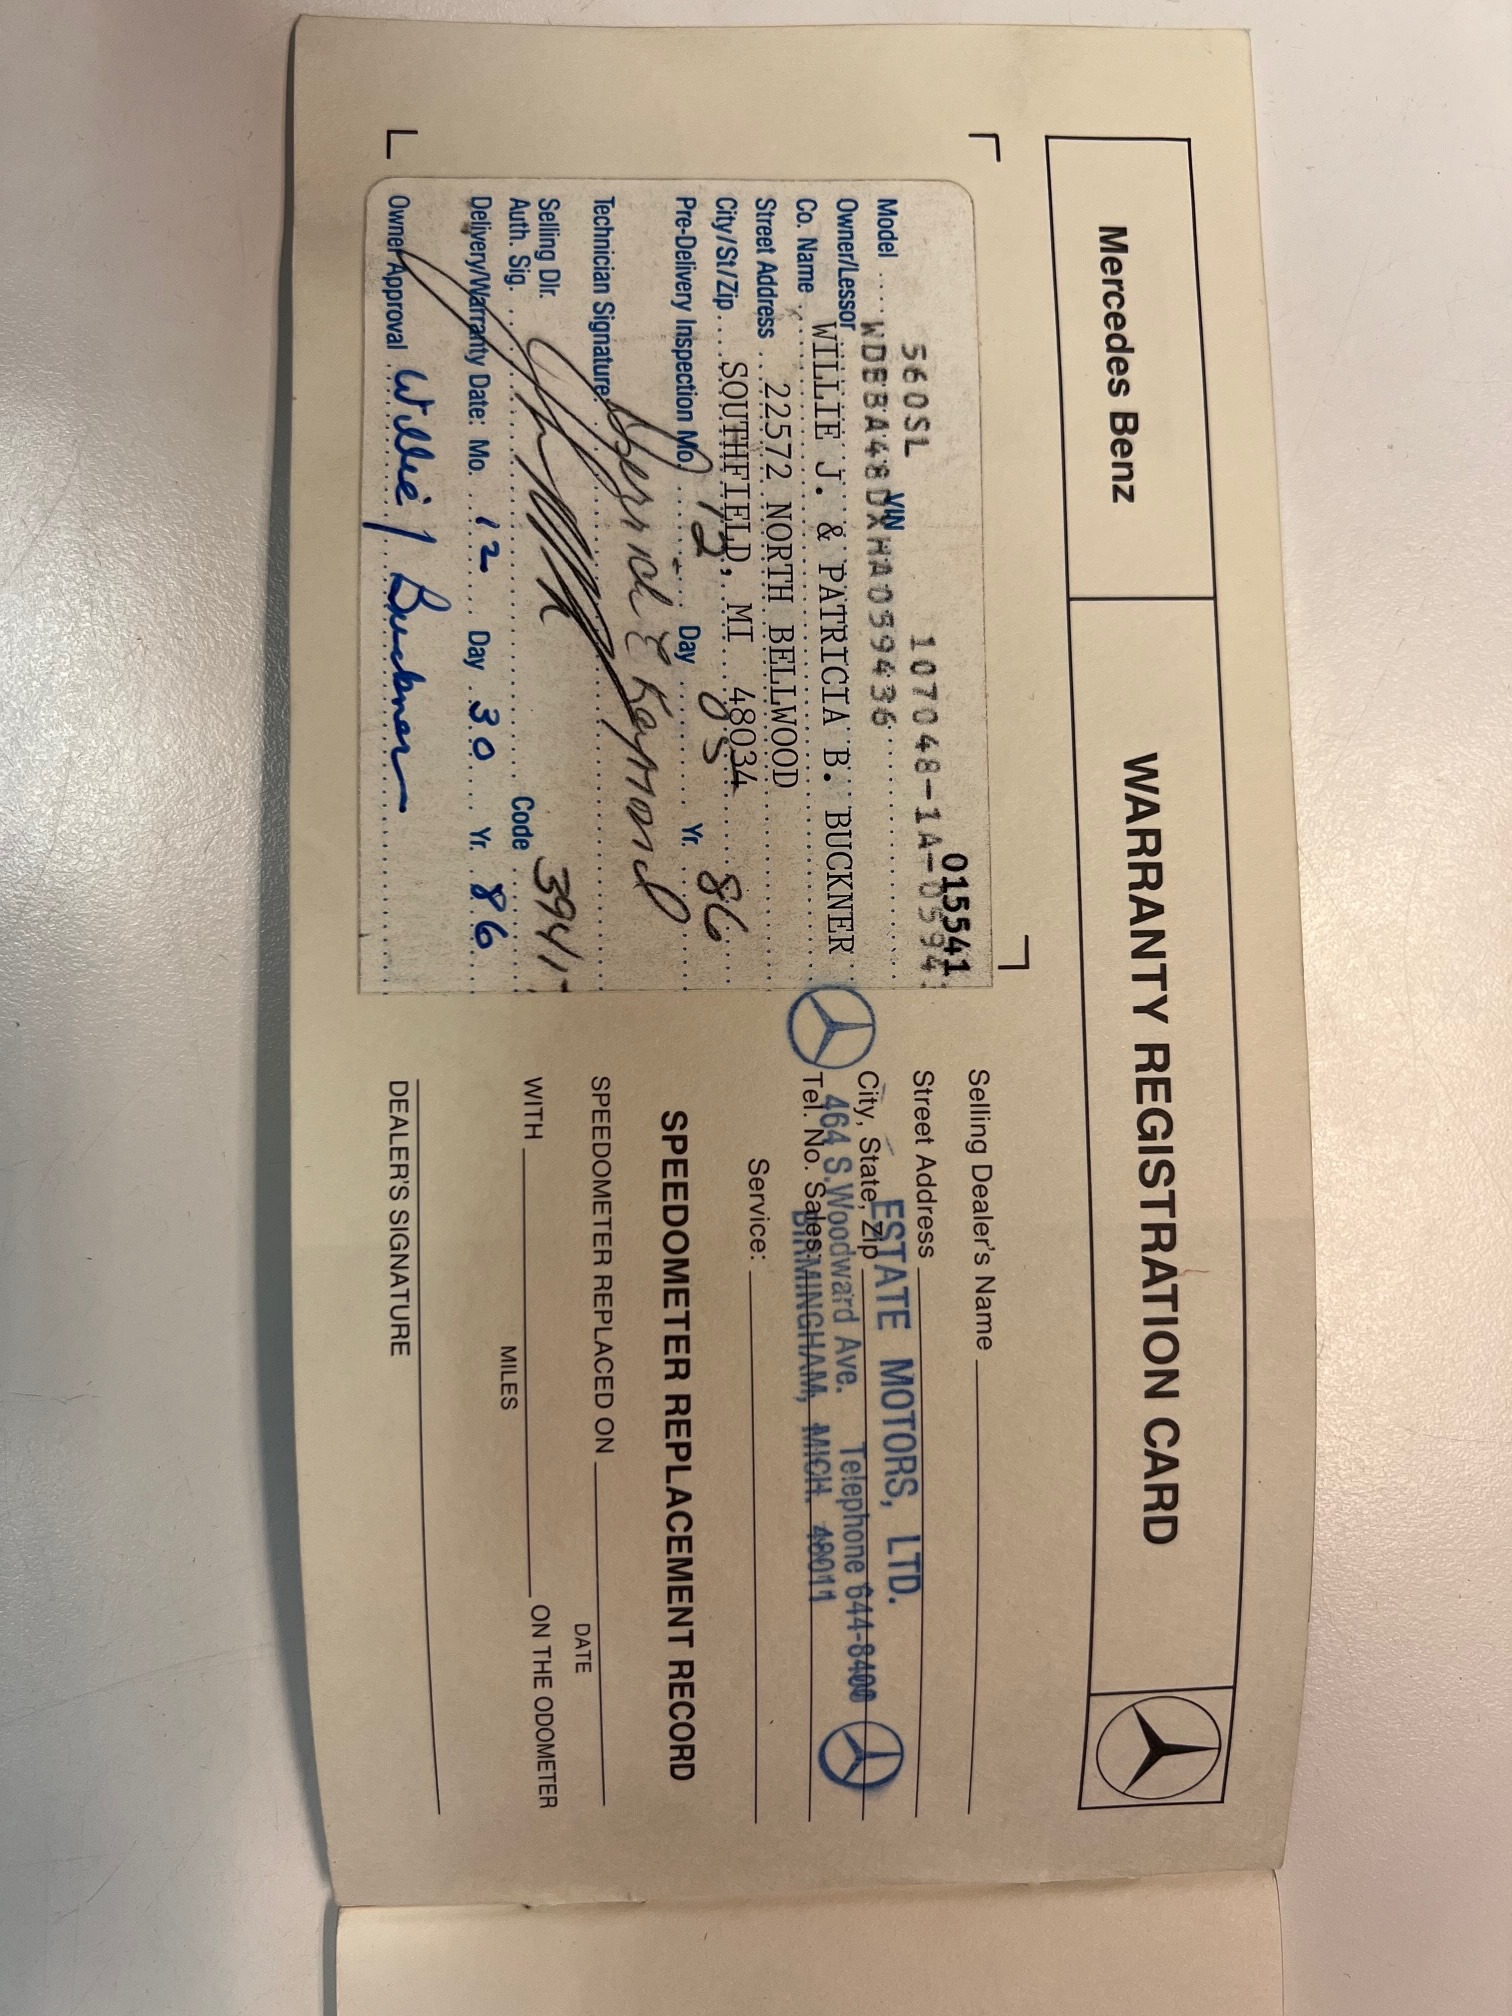 Mercedes Benz
WARRANTY REGISTRATION CARD
015541
560SL 107048-1A-0594
Model .... VIN
WDBBA48DXHA059436
Owner/Lessor
Co. Name WILLIE J. & PATRICIA B. BUCKNER
Street Address 22572 NORTH BELLWOOD
City/St/Zip SOUTHFIELD, MI 48034
Pre-Delivery Inspection Mo. 12 Day 05 Yr. 86
Technician Signature Raymond
Selling Dlr.
Auth. Sig. Code 3941
Delivery/Warranty Date: Mo. 12 Day 30 Yr. 86
Owner Approval Willie J Buckner
Selling Dealer's Name
Street Address
City, State, Zip
Tel. No. Sales:
Service:
ESTATE MOTORS, LTD.
464 S. Woodward Ave. Telephone 644-8400
BIRMINGHAM, MICH. 48011
SPEEDOMETER REPLACEMENT RECORD
SPEEDOMETER REPLACED ON
DATE
WITH ON THE ODOMETER
MILES
DEALER'S SIGNATURE